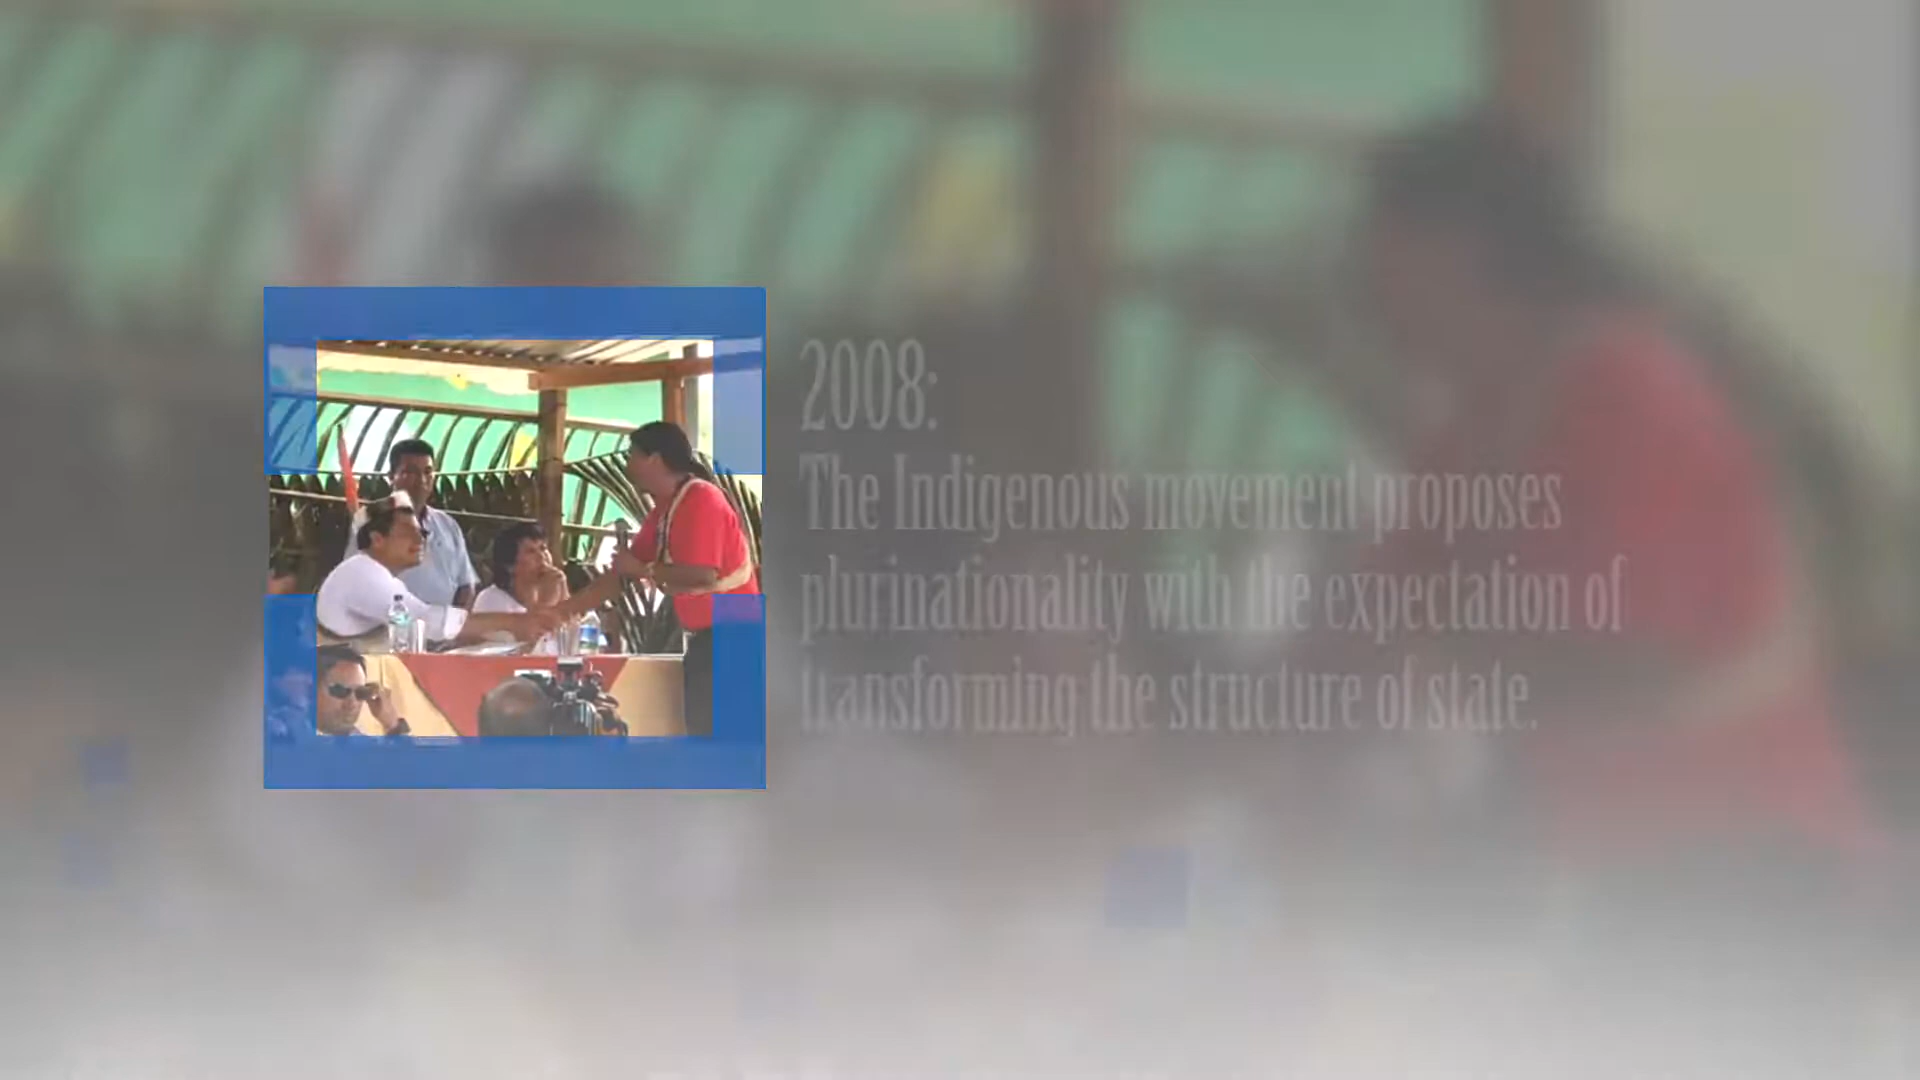 2008:
The Indigenous movement proposes
plurinationality with the expectation of
transforming the structure of state.